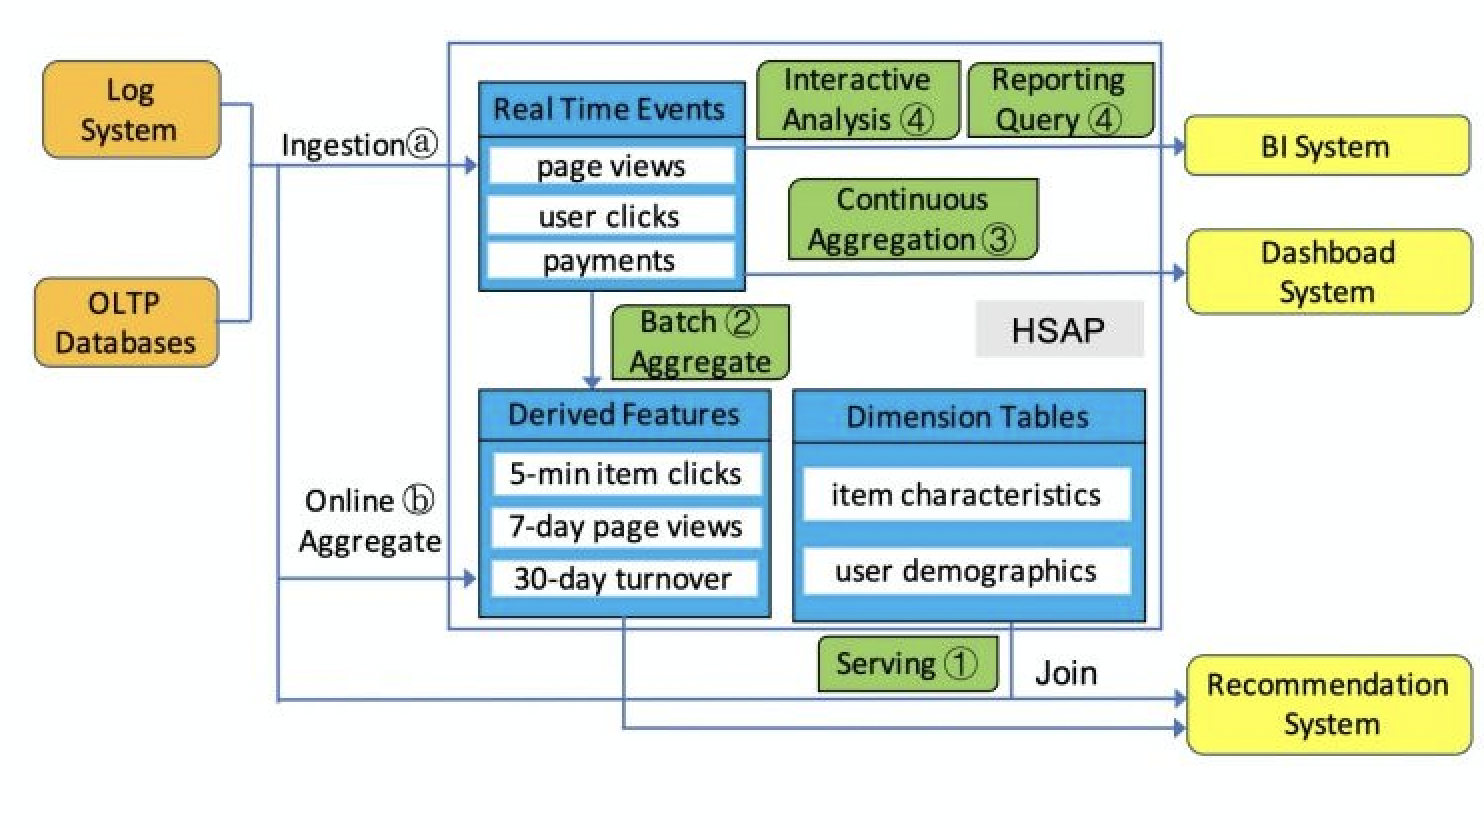 Log
System
OLTP
Databases
Ingestionⓐ
Online ⓑ
Aggregate
Real Time Events
page views
user clicks
payments
Interactive
Analysis ④
Reporting
Query ④
Continuous
Aggregation ③
Batch ②
Aggregate
HSAP
Derived Features
5-min item clicks
7-day page views
30-day turnover
Dimension Tables
item characteristics
user demographics
Serving ①
Join
BI System
Dashboad
System
Recommendation
System